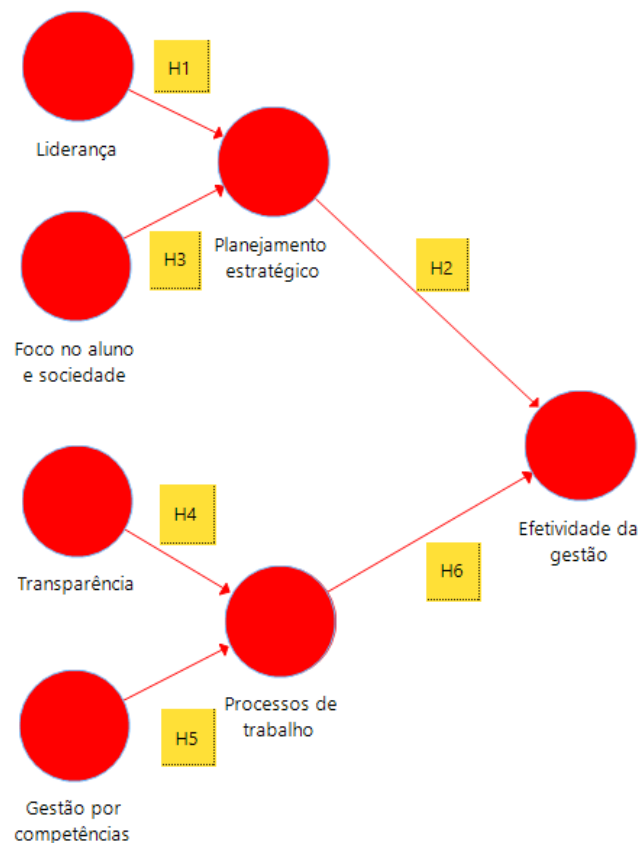 H1
Liderança
H3
Planejamento
estratégico
H2
Foco no aluno
e sociedade
H4
Transparência
Efetividade da
gestão
H6
Processos de
trabalho
H5
Gestão por
competências